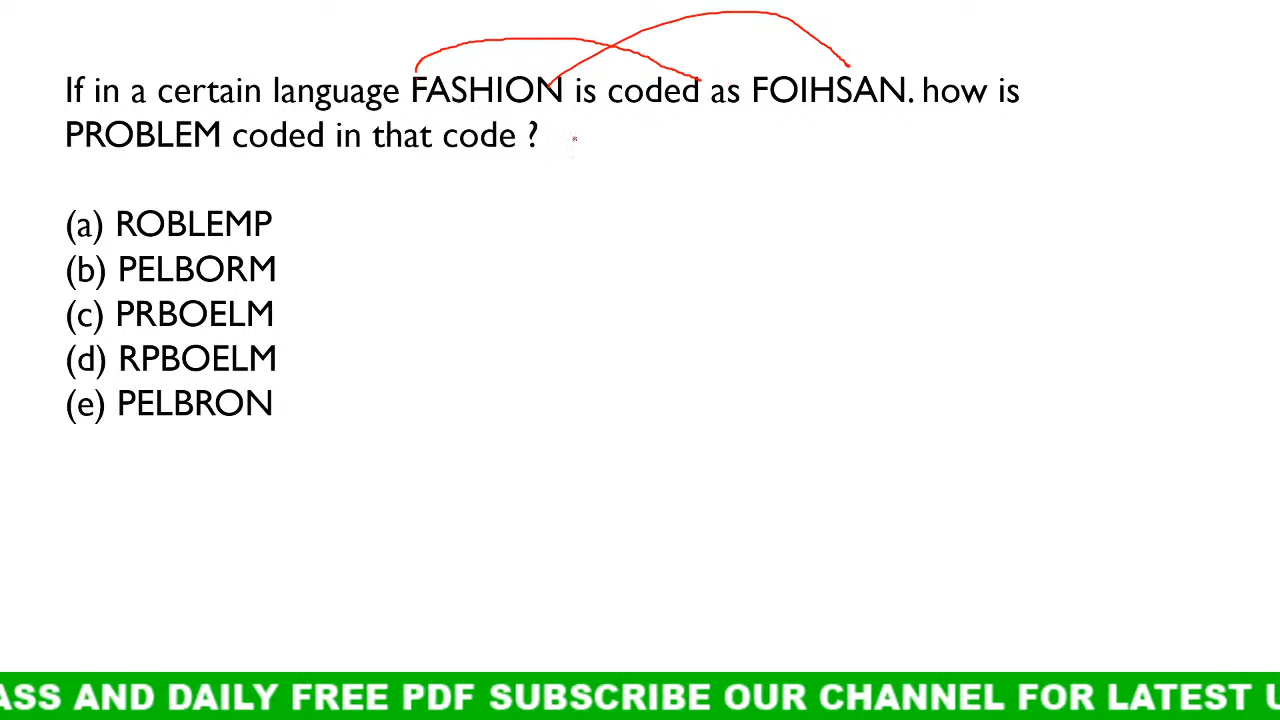 If in a certain language FASHION is coded as FOIHSAN. how is
PROBLEM coded in that code ?
(a) ROBLEMP
(b) PELBORM
(c) PRBOELM
(d) RPBOELM
(e) PELBRON
ASS AND DAILY FREE PDF SUBSCRIBE OUR CHANNEL FOR LATEST U